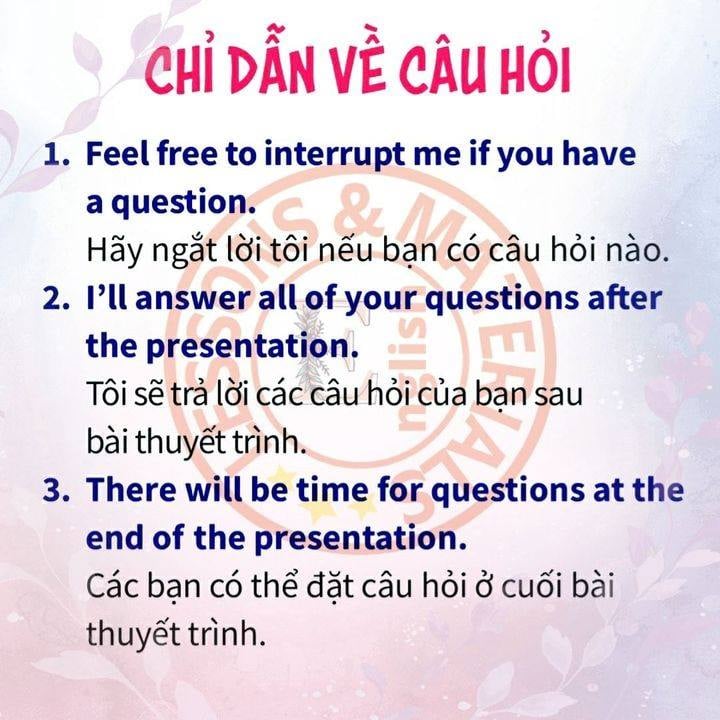 CHỈ DẪN VỀ CÂU HỎI
1. Feel free to interrupt me if you have
a question.
Hãy ngắt lời tôi nếu bạn có câu hỏi nào.
2. I’ll answer all of your questions after
the presentation.
Tôi sẽ trả lời các câu hỏi của bạn sau
bài thuyết trình.
3. There will be time for questions at the
end of the presentation.
Các bạn có thể đặt câu hỏi ở cuối bài
thuyết trình.
LESSONS & MATERIALS
English